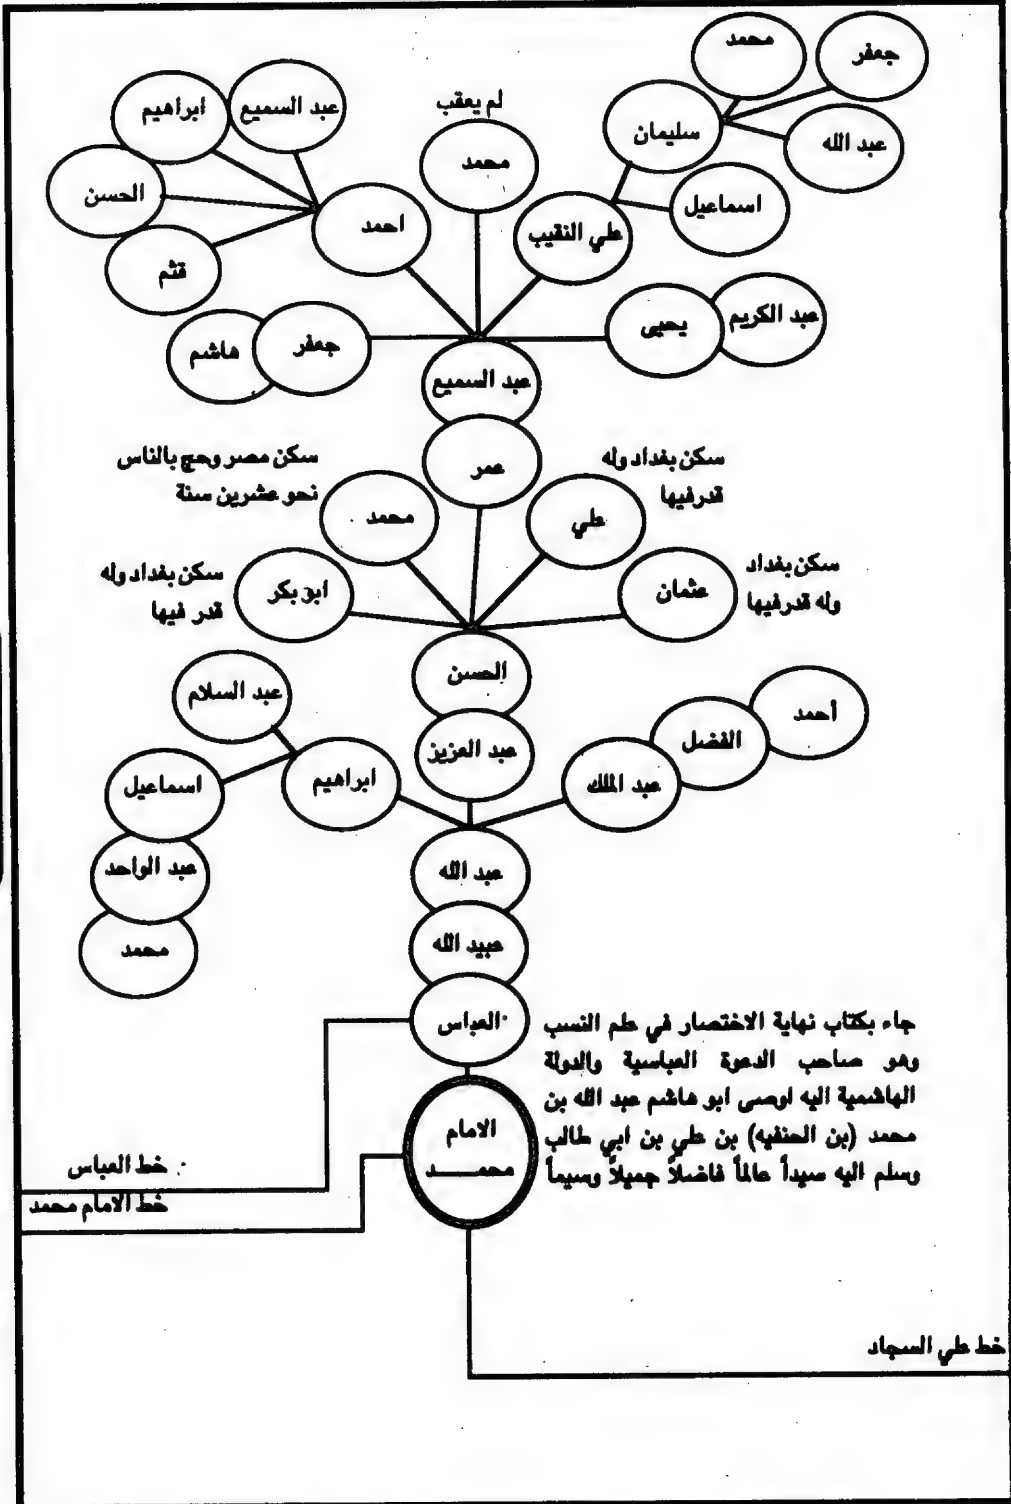 محمد
جعفر
عبد السميع
ابراهيم
لم يعقب
سليمان
عبد الله
محمد
الحسن
اسماعيل
احمد
علي النقيب
قثم
عبد الكريم
يحيى
جعفر
هاشم
عبد السميع
سكن مصر وحج بالناس
نحو عشرين سنة
عمر
سكن بغداد وله
قدر فيها
محمد
علي
سكن بغداد وله
قدر فيها
ابو بكر
عثمان
سكن بغداد
وله قدر فيها
الحسن
عبد السلام
أحمد
الفضل
عبد العزيز
عبد الملك
ابراهيم
اسماعيل
عبد الواحد
عبد الله
محمد
عبيد الله
العباس
جاء بكتاب نهاية الاختصار في علم النسب
وهو صاحب الدعوة العباسية والدولة
الهاشمية اليه اوصى ابو هاشم عبد الله بن
محمد (بن الحنفيه) بن علي بن ابي طالب
وسلم اليه سيداً عالماً فاضلاً جميلاً وسيماً
الامام
محمـــــد
خط العباس
خط الامام محمد
خط علي السجاد